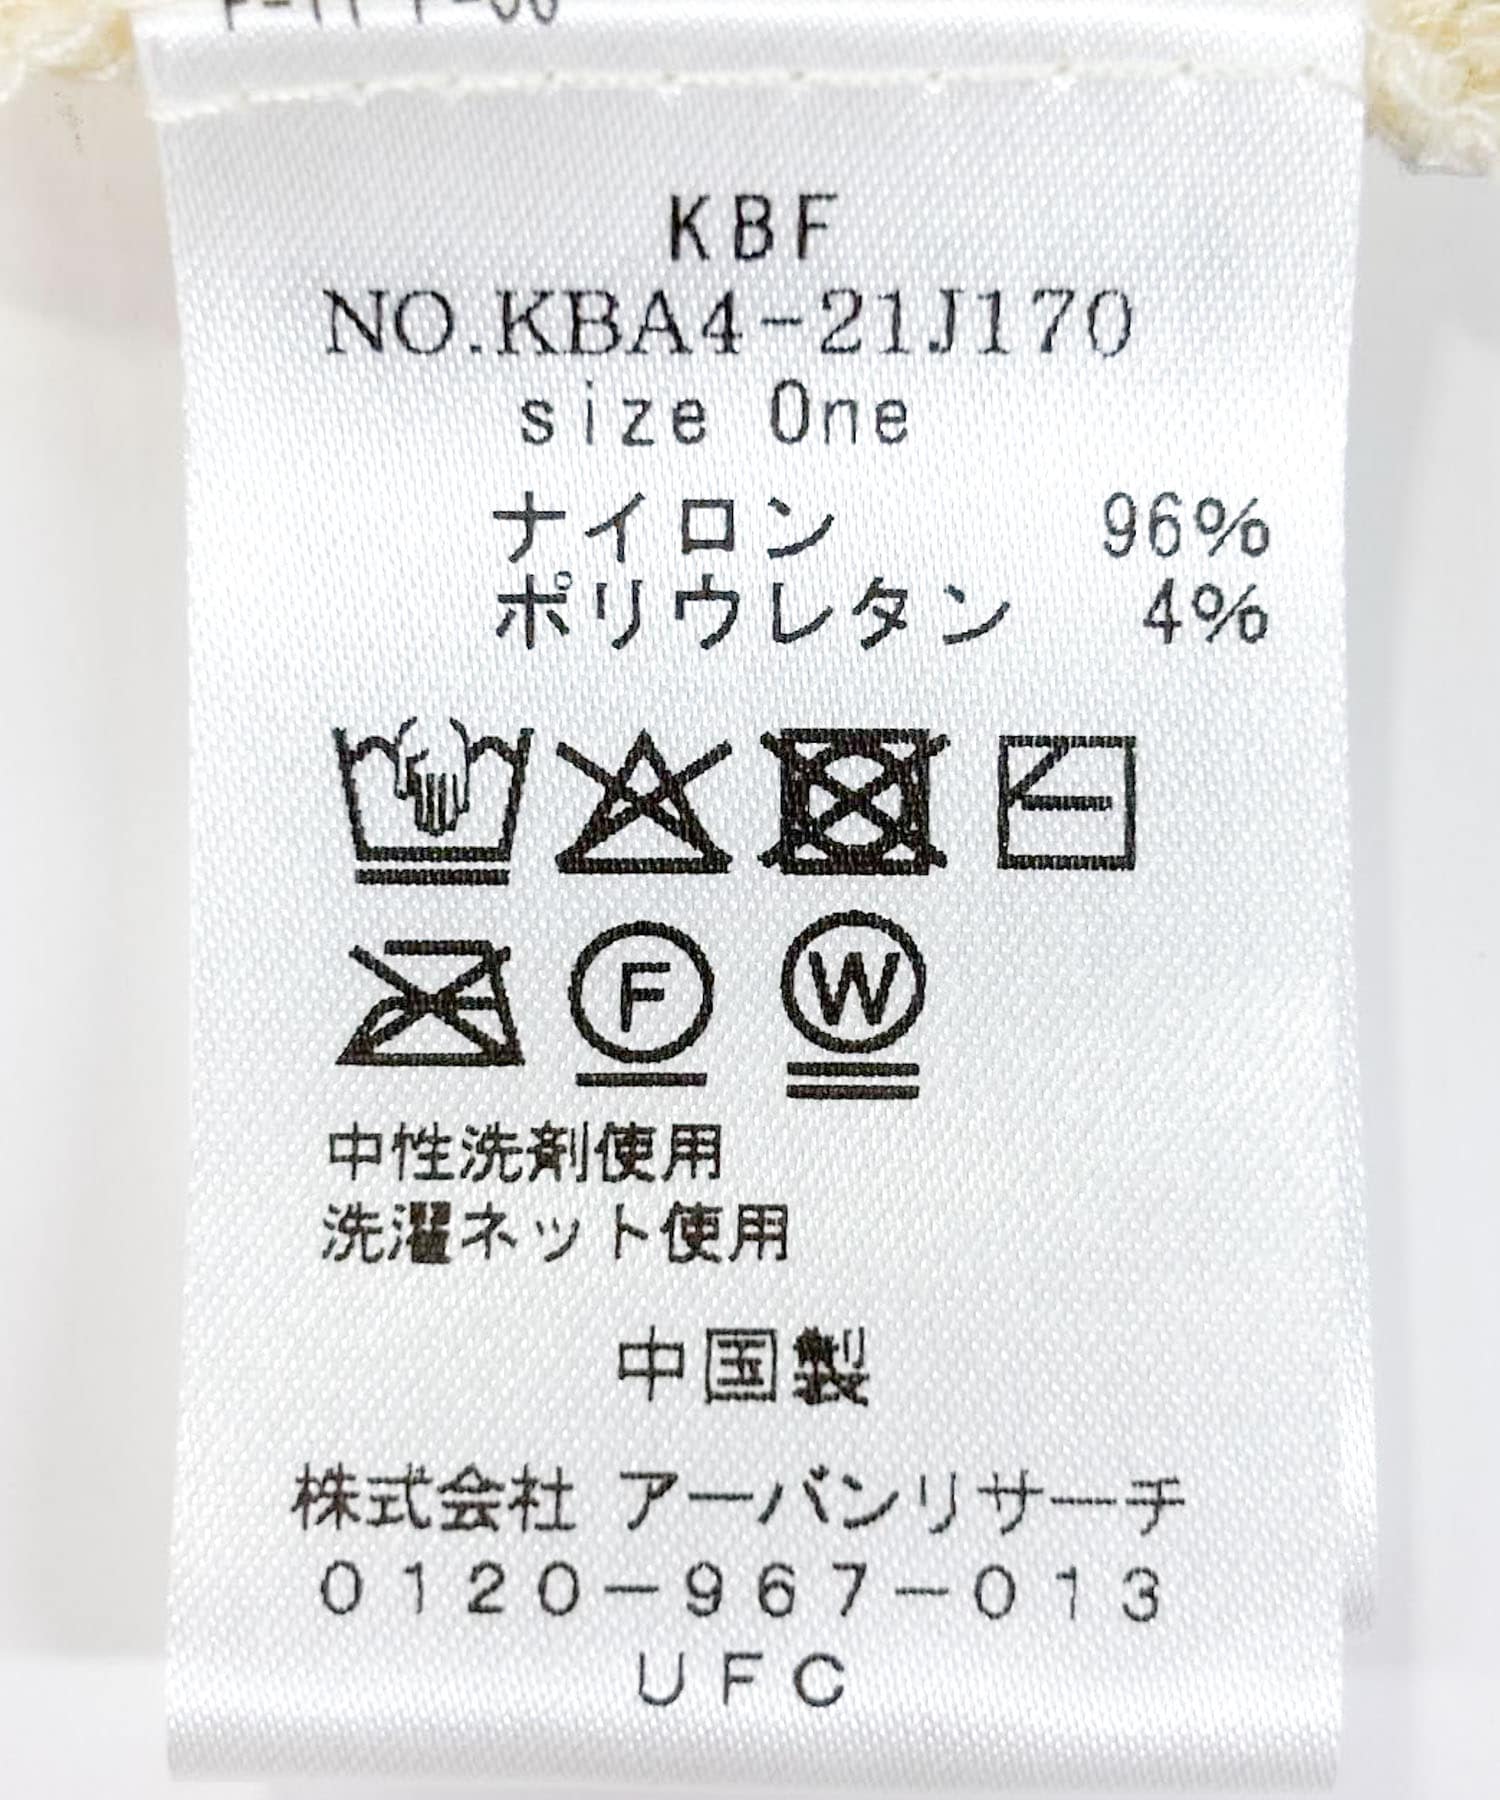 KBF
NO.KBA4-21J170
size One
ナイロン 96%
ポリウレタン 4%
F W
中性洗剤使用
洗濯ネット使用
中国製
株式会社 アーバンリサーチ
0120-967-013
UFC